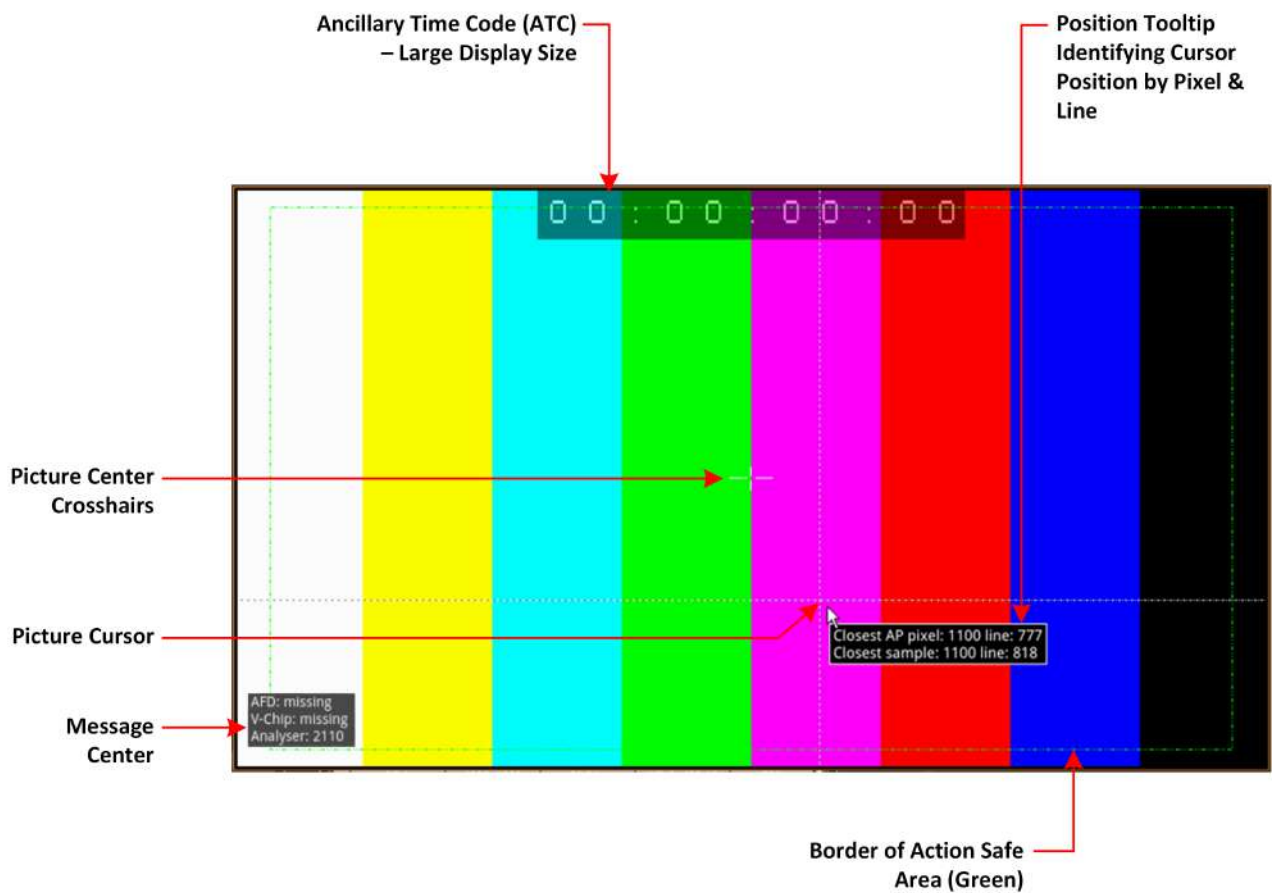 Ancillary Time Code (ATC)
– Large Display Size
Position Tooltip
Identifying Cursor
Position by Pixel &
Line
00:00:00:00
Picture Center
Crosshairs
Picture Cursor
Closest AP pixel: 1100 line: 777
Closest sample: 1100 line: 818
AFD: missing
V-Chip: missing
Analyser: 2110
Message
Center
Border of Action Safe
Area (Green)